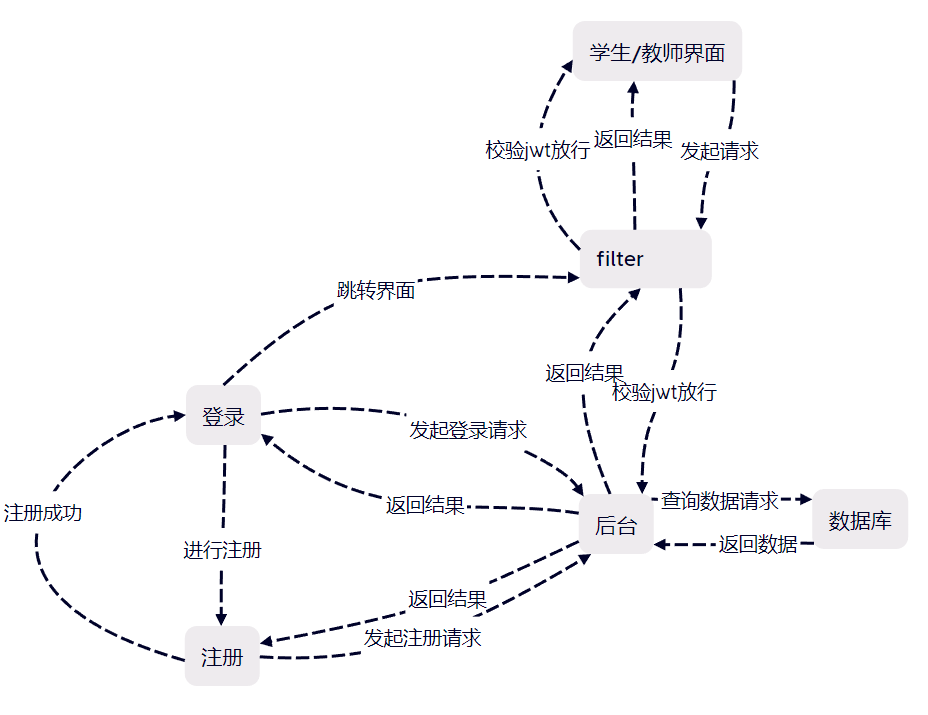 学生/教师界面
校验jwt放行
返回结果
发起请求
filter
跳转界面
返回结果
校验jwt放行
登录
发起登录请求
注册成功
返回结果
查询数据请求
后台
数据库
进行注册
返回数据
返回结果
发起注册请求
注册